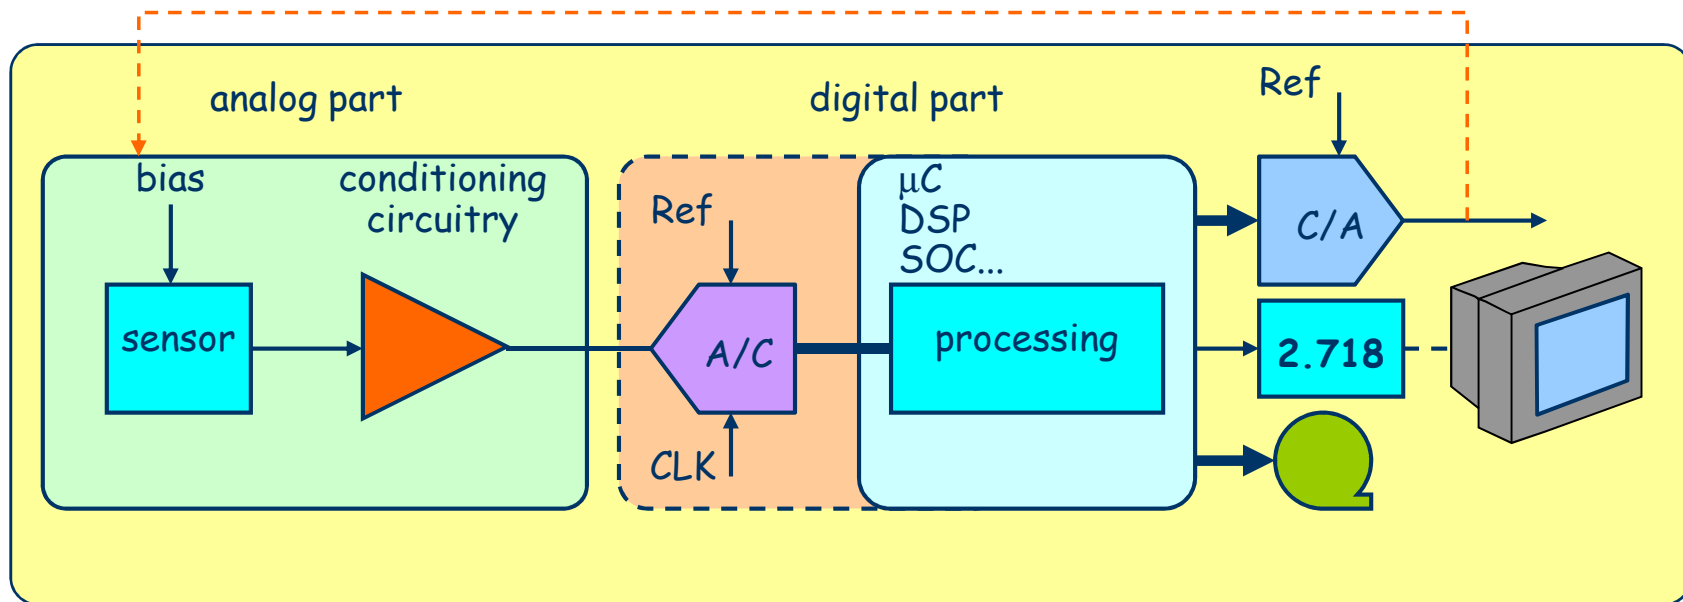 analog part
digital part
Ref
bias
conditioning
circuitry
Ref
μC
DSP
SOC...
C/A
sensor
A/C
processing
2.718
CLK